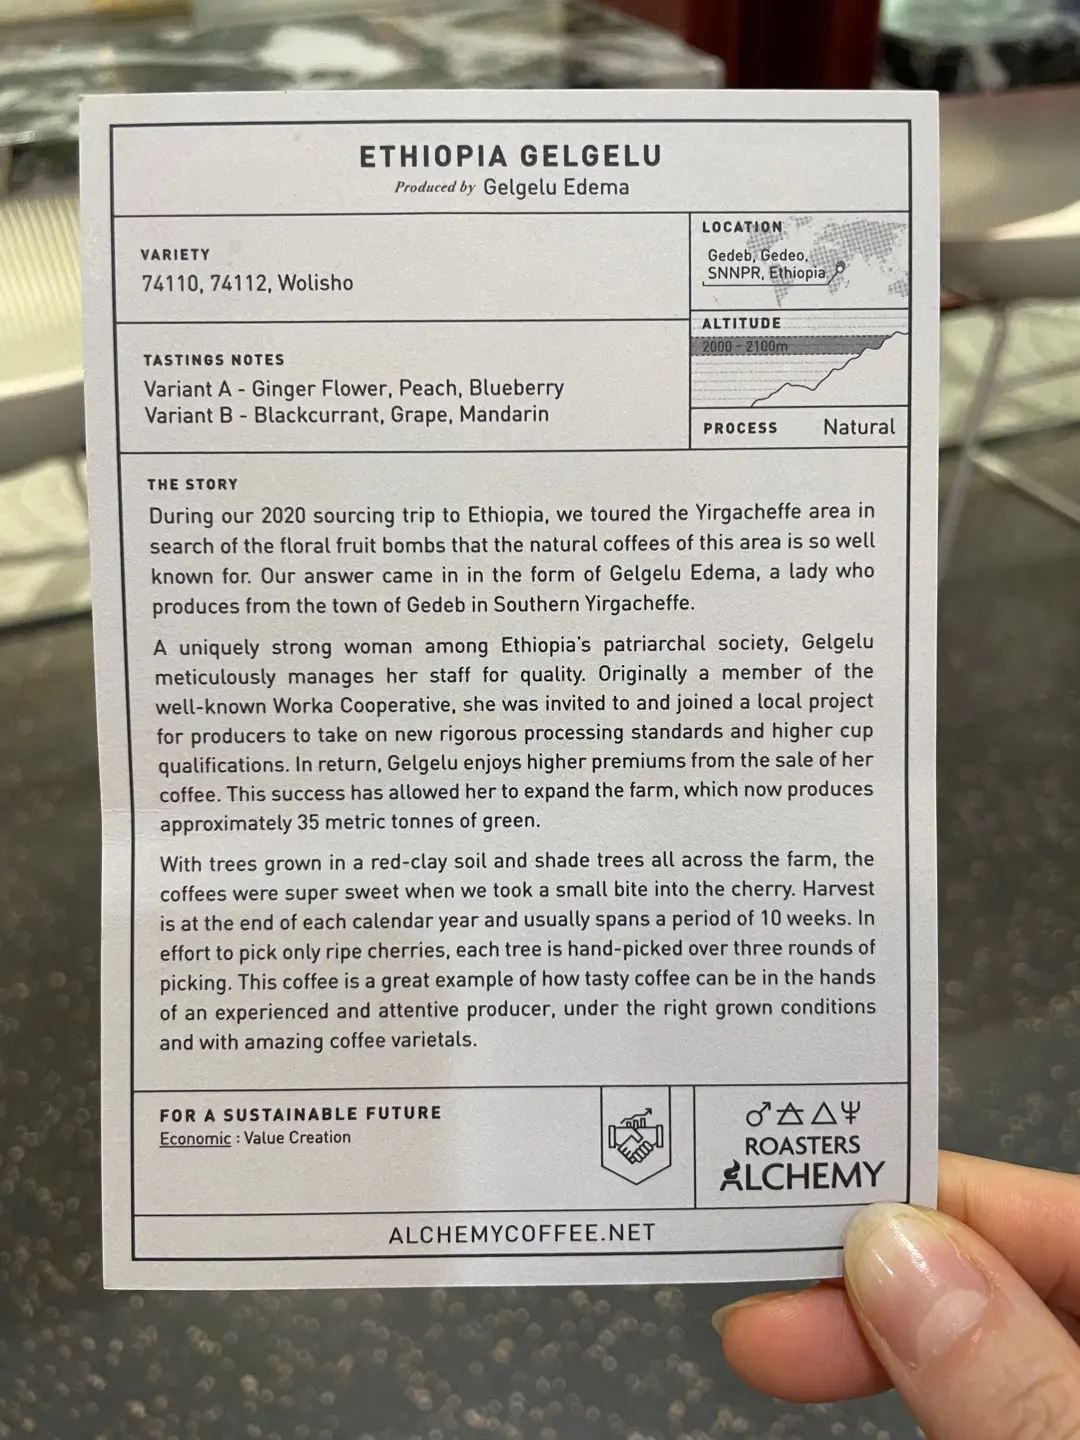 ETHIOPIA GELGELU
Produced by Gelgelu Edema
VARIETY
74110, 74112, Wolisho
LOCATION
Gedeb, Gedeo,
SNNPR, Ethiopia
ALTITUDE
2000 - 2100m
PROCESS Natural
TASTINGS NOTES
Variant A - Ginger Flower, Peach, Blueberry
Variant B - Blackcurrant, Grape, Mandarin
THE STORY
During our 2020 sourcing trip to Ethiopia, we toured the Yirgacheffe area in
search of the floral fruit bombs that the natural coffees of this area is so well
known for. Our answer came in in the form of Gelgelu Edema, a lady who
produces from the town of Gedeb in Southern Yirgacheffe.
A uniquely strong woman among Ethiopia's patriarchal society, Gelgelu
meticulously manages her staff for quality. Originally a member of the
well-known Worka Cooperative, she was invited to and joined a local project
for producers to take on new rigorous processing standards and higher cup
qualifications. In return, Gelgelu enjoys higher premiums from the sale of her
coffee. This success has allowed her to expand the farm, which now produces
approximately 35 metric tonnes of green.
With trees grown in a red-clay soil and shade trees all across the farm, the
coffees were super sweet when we took a small bite into the cherry. Harvest
is at the end of each calendar year and usually spans a period of 10 weeks. In
effort to pick only ripe cherries, each tree is hand-picked over three rounds of
picking. This coffee is a great example of how tasty coffee can be in the hands
of an experienced and attentive producer, under the right grown conditions
and with amazing coffee varietals.
FOR A SUSTAINABLE FUTURE
Economic : Value Creation
ROASTERS
ALCHEMY
ALCHEMYCOFFEE.NET